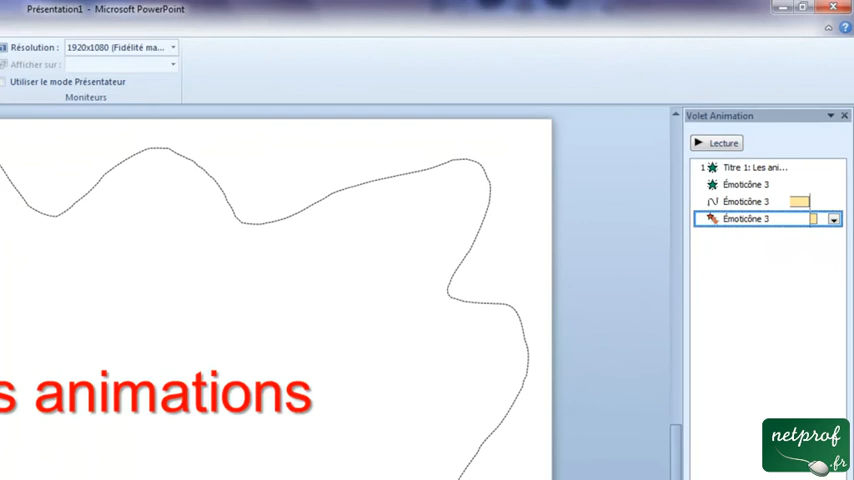 Présentation1 - Microsoft PowerPoint
Résolution : 1920x1080 (Fidélité ma...
Afficher sur :
Utiliser le mode Présentateur
Moniteurs
Volet Animation
Lecture
1 Titre 1: Les ani...
Émoticône 3
Émoticône 3
Émoticône 3
s animations
netprof
.fr